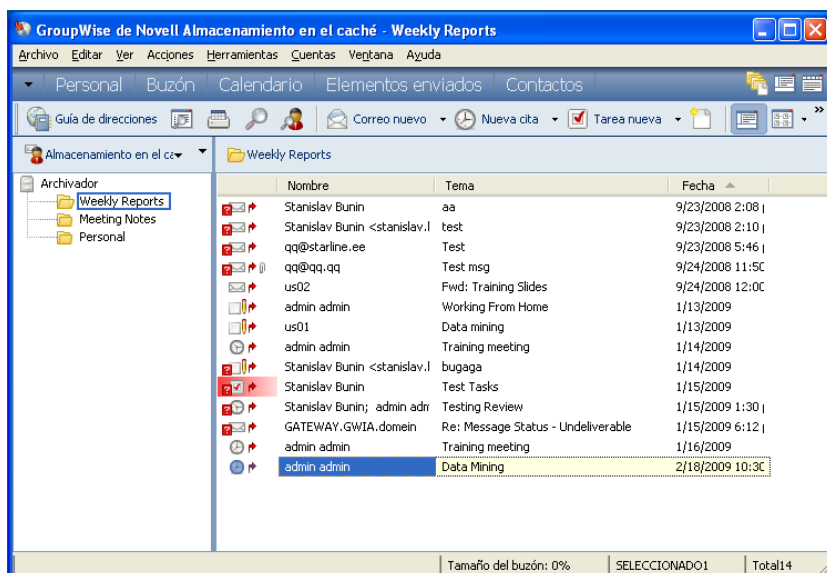 GroupWise de Novell Almacenamiento en el caché - Weekly Reports
Archivo Editar Ver Acciones Herramientas Cuentas Ventana Ayuda
Personal Buzón Calendario Elementos enviados Contactos
Guía de direcciones Correo nuevo Nueva cita Tarea nueva »
Almacenamiento en el ca Weekly Reports
Archivador
Weekly Reports
Meeting Notes
Personal
Nombre Tema Fecha
Stanislav Bunin aa 9/23/2008 2:08
Stanislav Bunin <stanislav.l test 9/23/2008 2:10
qq@starline.ee Test 9/23/2008 5:46
qq@qq.qq Test msg 9/24/2008 11:50
us02 Fwd: Training Slides 9/24/2008 12:00
admin admin Working From Home 1/13/2009
us01 Data mining 1/13/2009
admin admin Training meeting 1/14/2009
Stanislav Bunin <stanislav.l bugaga 1/14/2009
Stanislav Bunin Test Tasks 1/15/2009
Stanislav Bunin; admin adm Testing Review 1/15/2009 1:30
GATEWAY.GWIA.domein Re: Message Status - Undeliverable 1/15/2009 6:12
admin admin Training meeting 1/16/2009
admin admin Data Mining 2/18/2009 10:30
Tamaño del buzón: 0% SELECCIONADO1 Total14